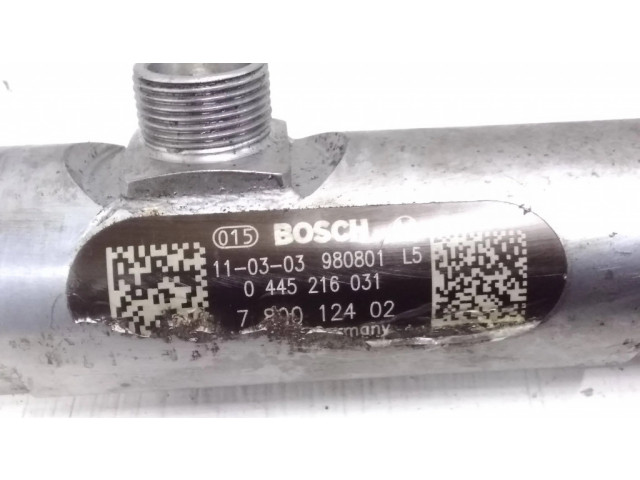 015 BOSCH
11-03-03 980801 L5
0 445 216 031
7 800 124 02